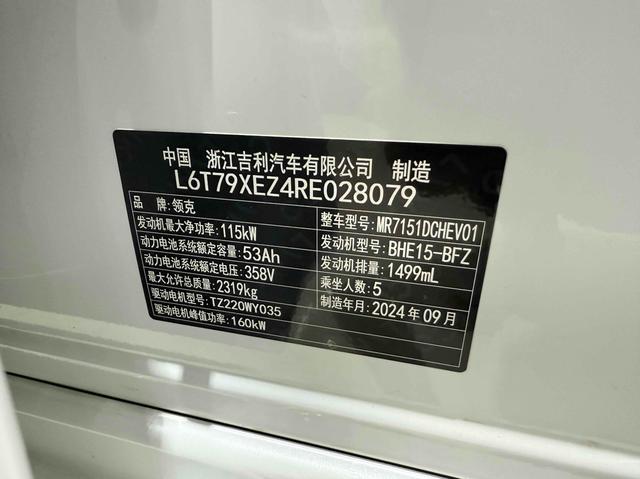 中国 浙江吉利汽车有限公司 制造
L6T79XEZ4RE028079
品牌:领克
发动机最大净功率:115kW
动力电池系统额定容量:53Ah
动力电池系统额定电压:358V
最大允许总质量:2319kg
驱动电机型号:TZ220WY035
驱动电机峰值功率:160kW
整车型号:MR7151DCHEV01
发动机型号:BHE15-BFZ
发动机排量:1499mL
乘坐人数:5
制造年月:2024年09月